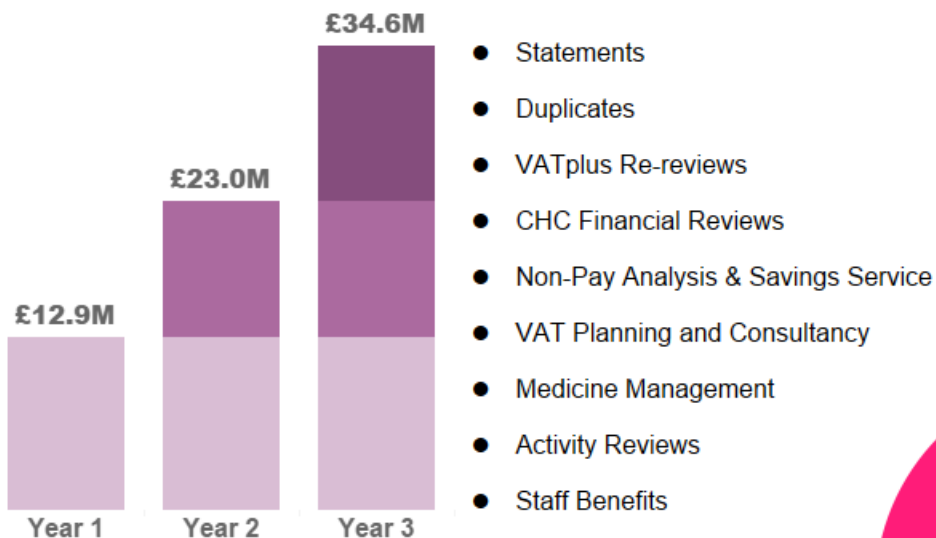 £34.6M
£23.0M
£12.9M
Year 1
Year 2
Year 3
● Statements
● Duplicates
● VATplus Re-reviews
● CHC Financial Reviews
● Non-Pay Analysis & Savings Service
● VAT Planning and Consultancy
● Medicine Management
● Activity Reviews
● Staff Benefits